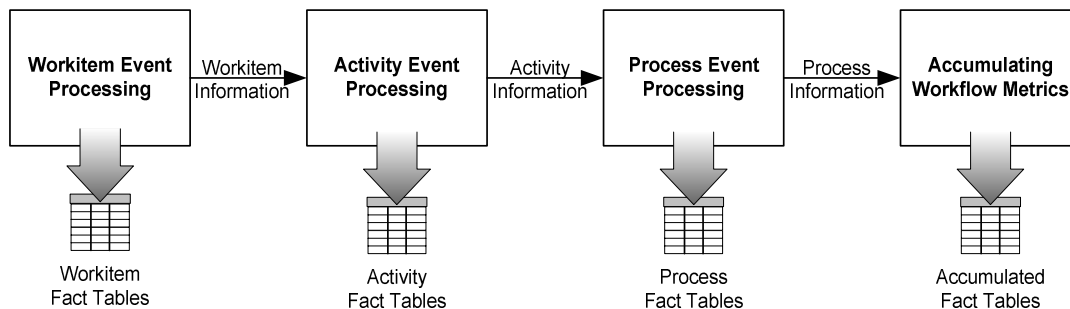 Workitem Event
Processing
Workitem
Information
Activity Event
Processing
Activity
Information
Process Event
Processing
Process
Information
Accumulating
Workflow Metrics
Workitem
Fact Tables
Activity
Fact Tables
Process
Fact Tables
Accumulated
Fact Tables